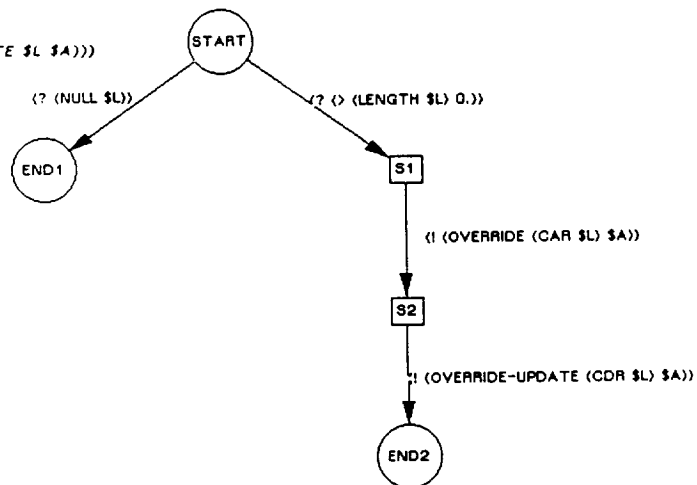 START
TE $L $A)))
(? (NULL $L))
(? (> (LENGTH $L) 0.))
END1
S1
(! (OVERRIDE (CAR $L) $A))
S2
(! (OVERRIDE-UPDATE (CDR $L) $A))
END2